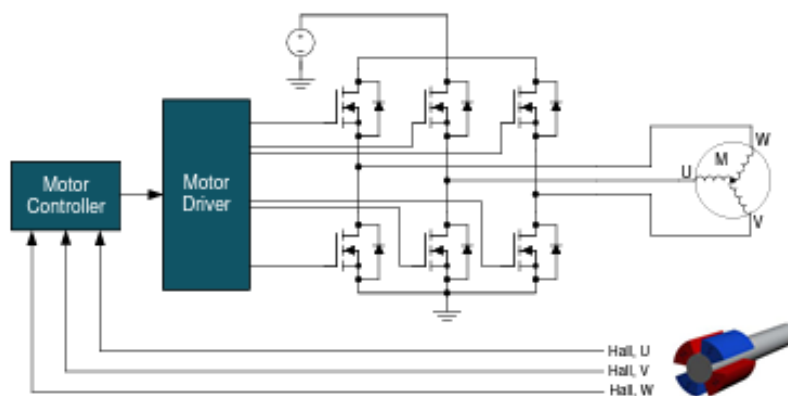 Motor
Controller
Motor
Driver
W
M
U
V
Hall, U
Hall, V
Hall, W